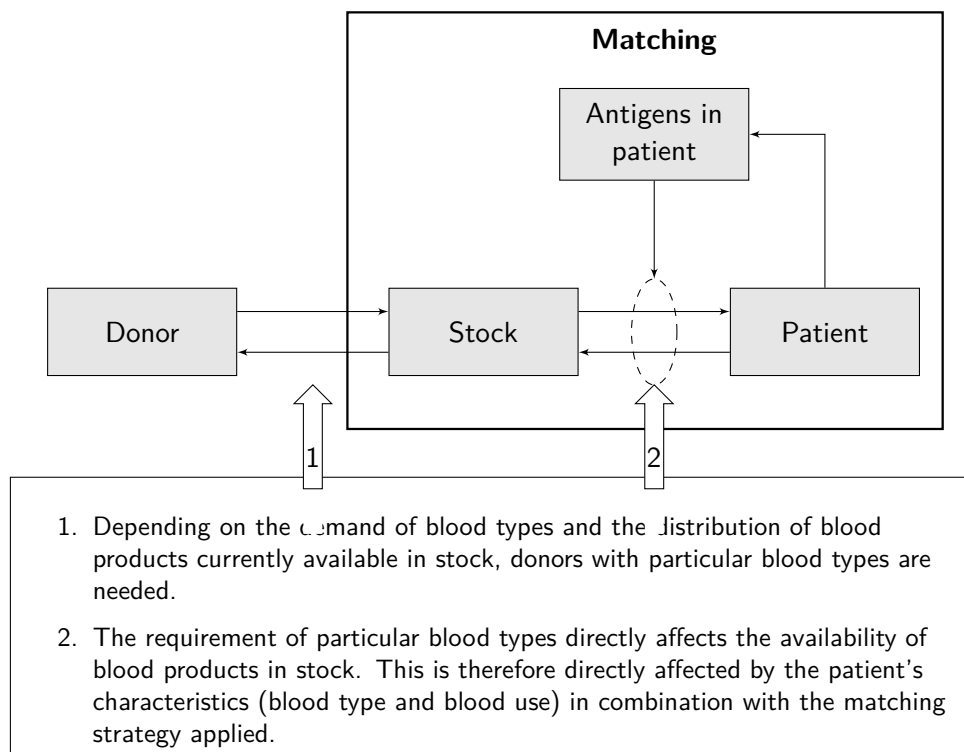 Matching
Antigens in
patient
Donor
Stock
Patient
1
2
1. Depending on the demand of blood types and the distribution of blood
products currently available in stock, donors with particular blood types are
needed.
2. The requirement of particular blood types directly affects the availability of
blood products in stock. This is therefore directly affected by the patient's
characteristics (blood type and blood use) in combination with the matching
strategy applied.